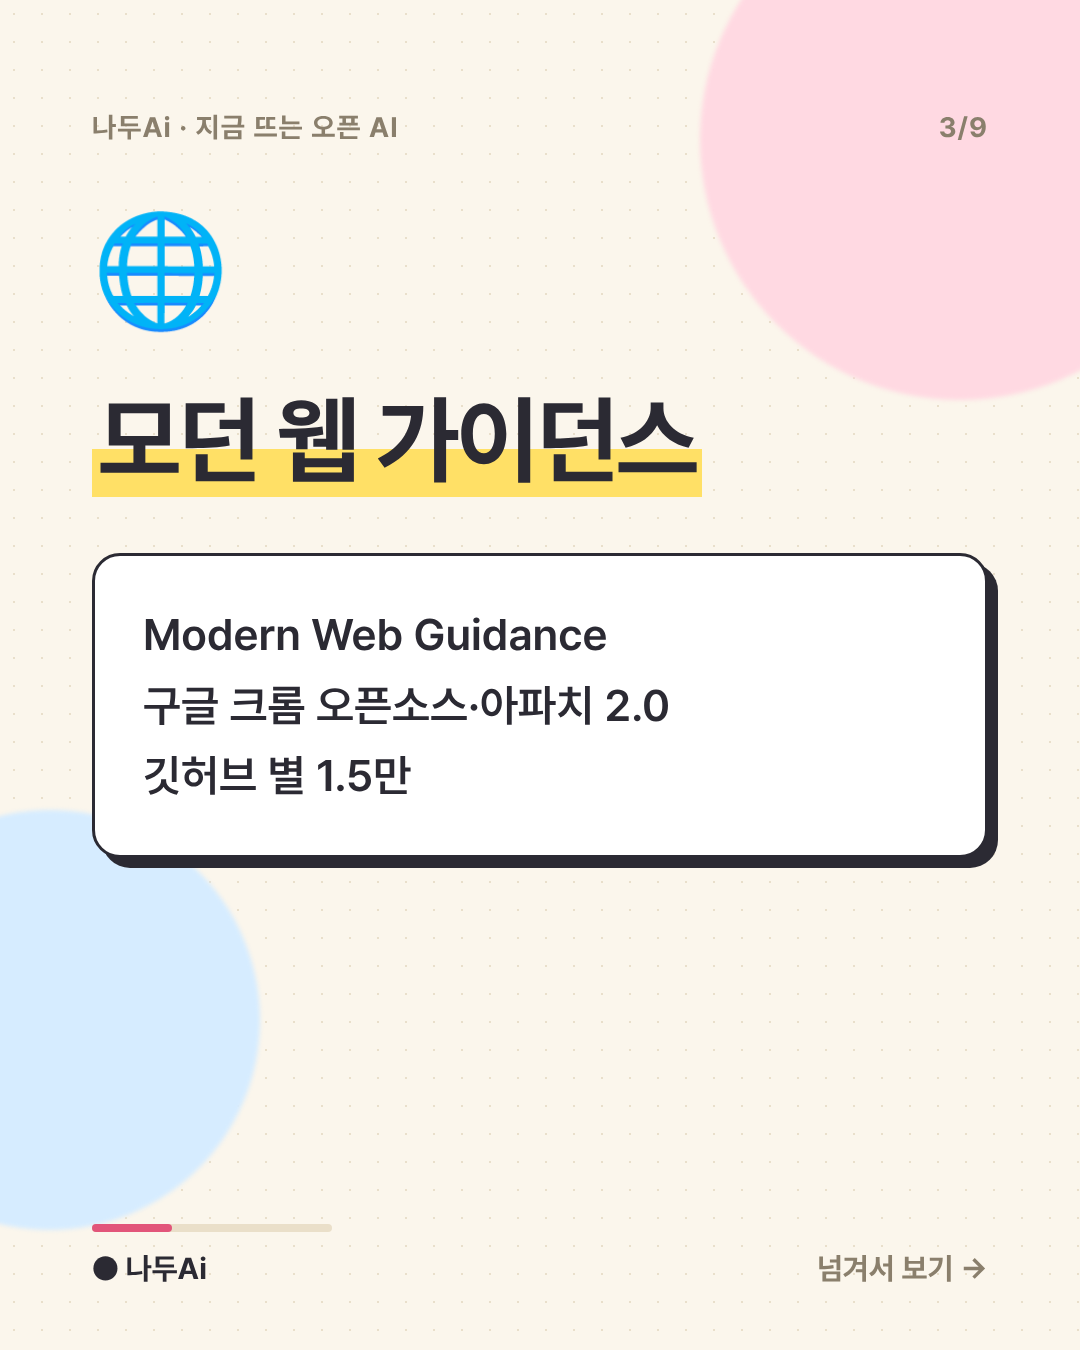 나두Ai · 지금 뜨는 오픈 AI
3/9
모던 웹 가이던스
Modern Web Guidance
구글 크롬 오픈소스·아파치 2.0
깃허브 별 1.5만
나두Ai
넘겨서 보기 →